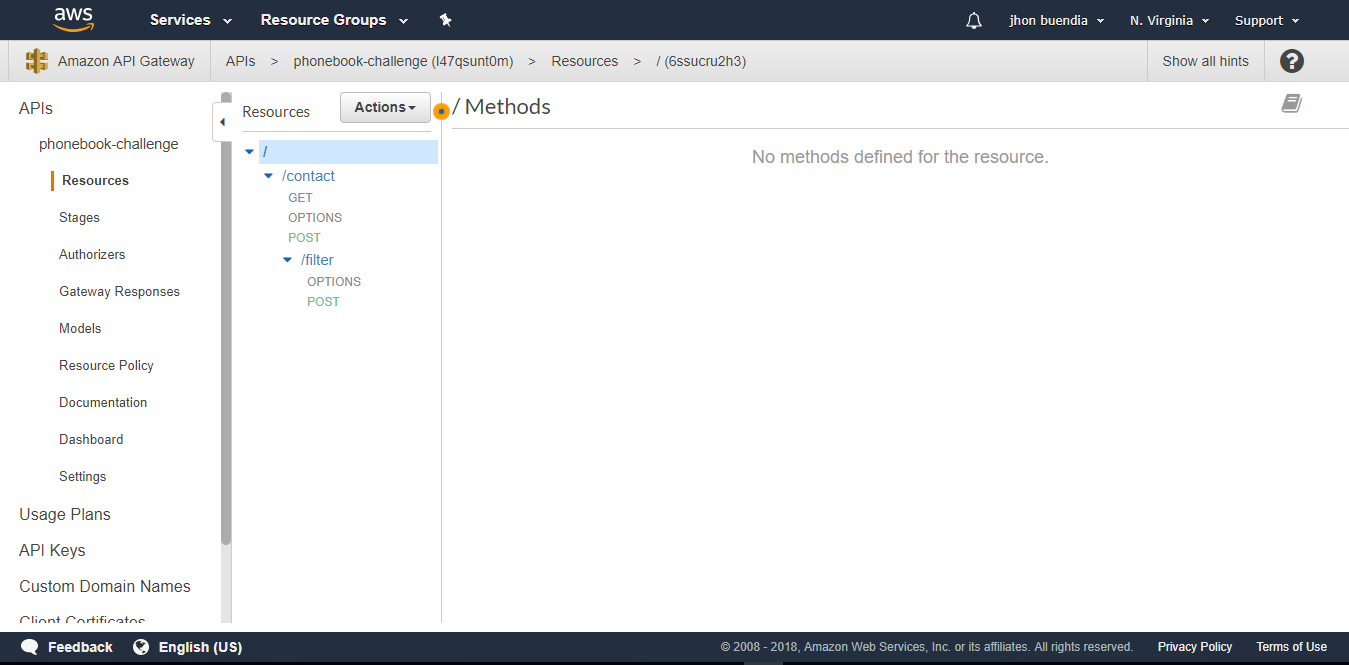 aws Services Resource Groups jhon buendia N. Virginia Support
Amazon API Gateway APIs > phonebook-challenge (l47qsunt0m) > Resources > / (6ssucru2h3) Show all hints ?
APIs
phonebook-challenge
Resources
Stages
Authorizers
Gateway Responses
Models
Resource Policy
Documentation
Dashboard
Settings
Usage Plans
API Keys
Custom Domain Names
Client Certificates
Resources Actions
/
/contact
GET
OPTIONS
POST
/filter
OPTIONS
POST
/ Methods
No methods defined for the resource.
Feedback English (US) © 2008 - 2018, Amazon Web Services, Inc. or its affiliates. All rights reserved. Privacy Policy Terms of Use